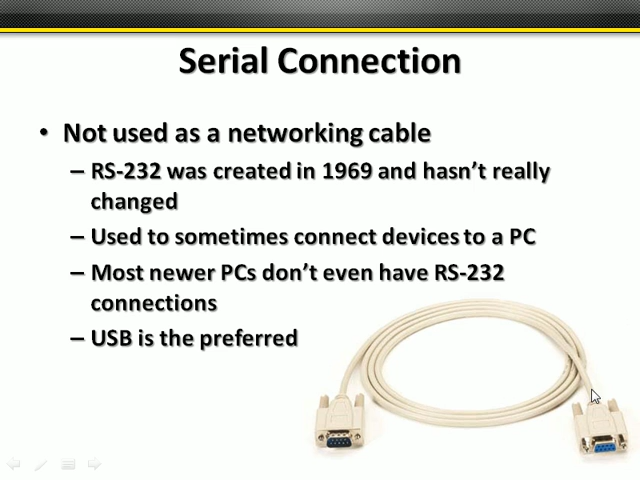 Serial Connection
• Not used as a networking cable
– RS-232 was created in 1969 and hasn't really
changed
– Used to sometimes connect devices to a PC
– Most newer PCs don't even have RS-232
connections
– USB is the preferred